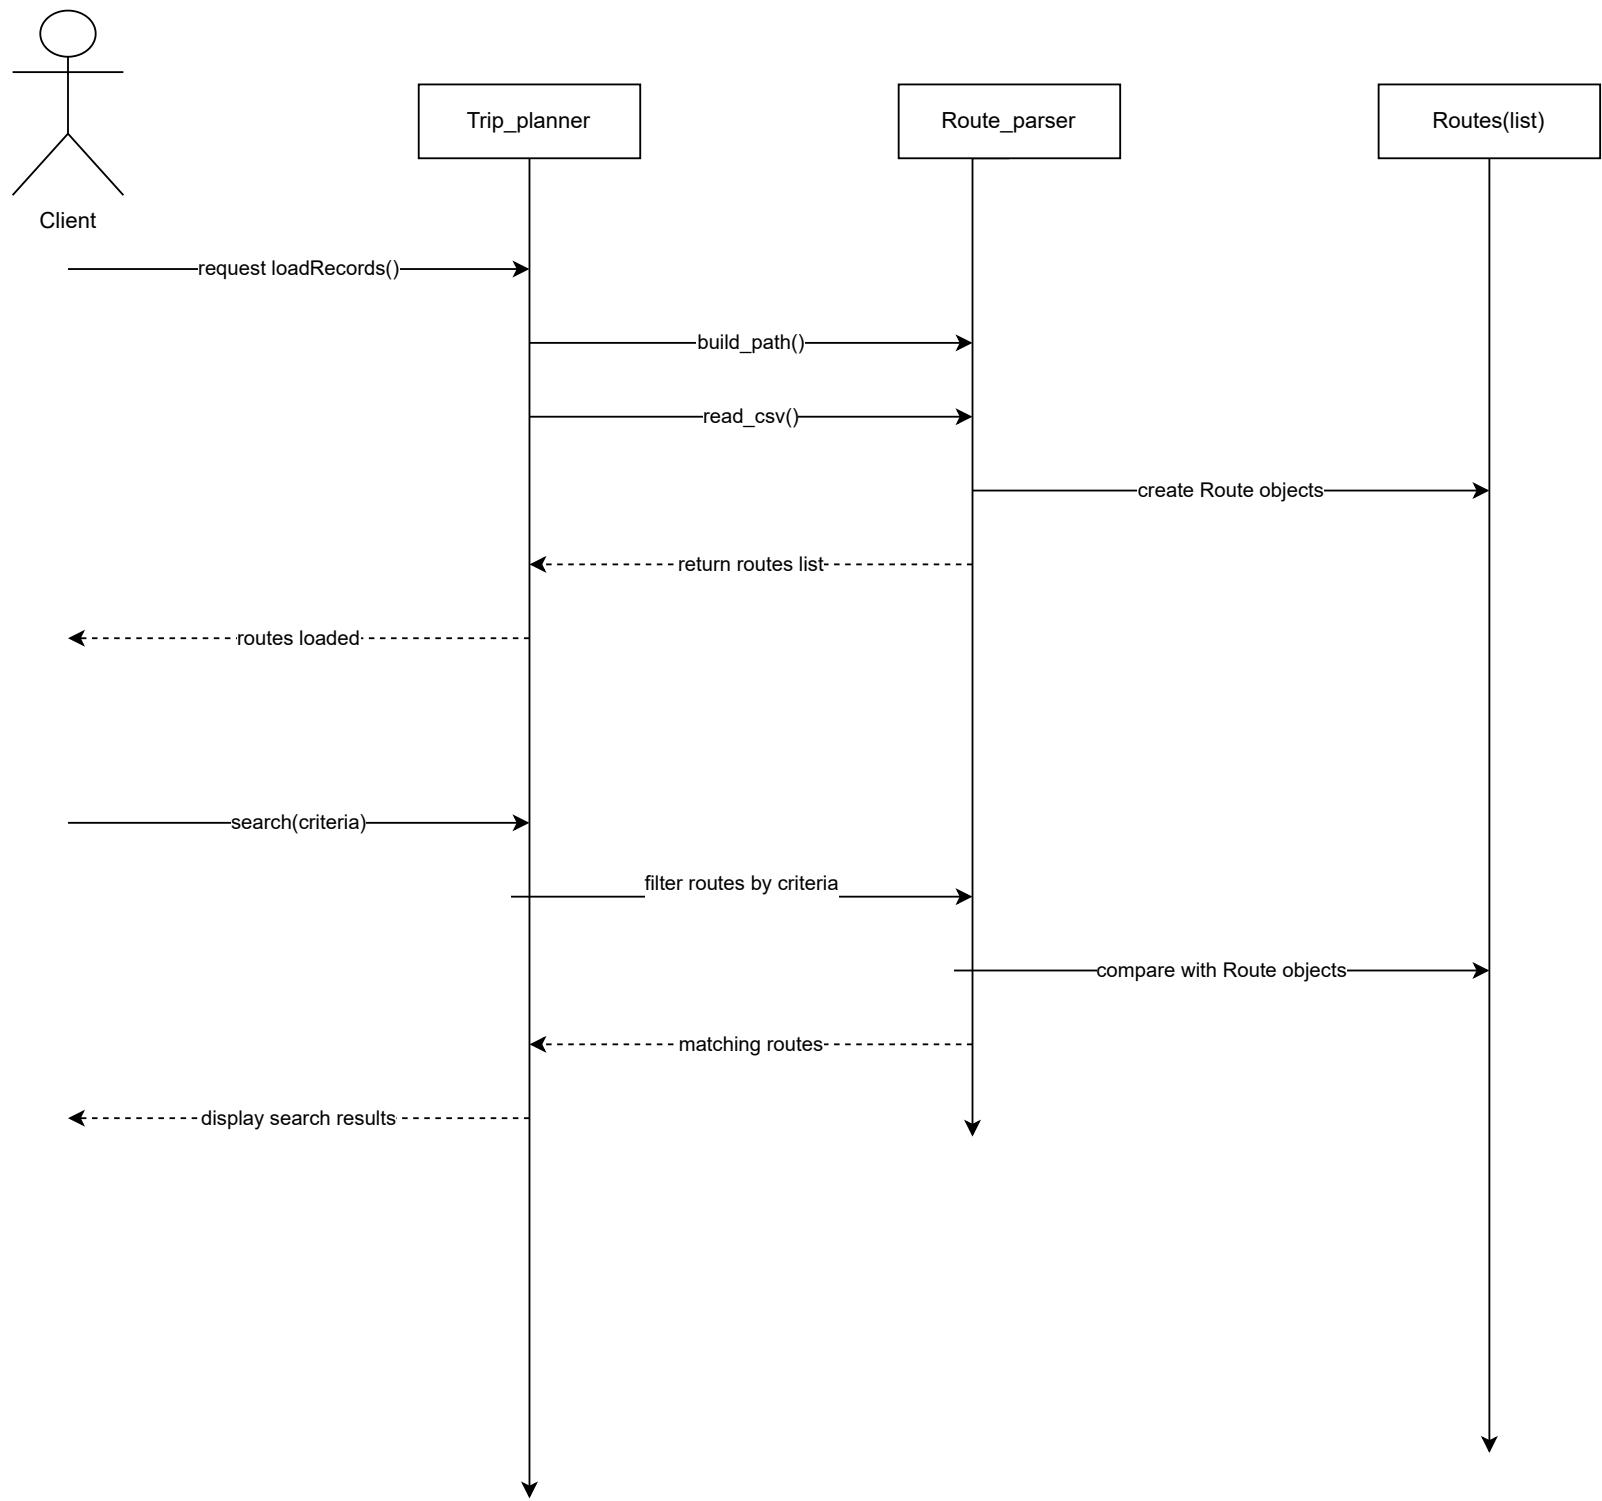 Trip_planner
Route_parser
Routes(list)
Client
request loadRecords()
build_path()
read_csv()
create Route objects
return routes list
routes loaded
search(criteria)
filter routes by criteria
compare with Route objects
matching routes
display search results